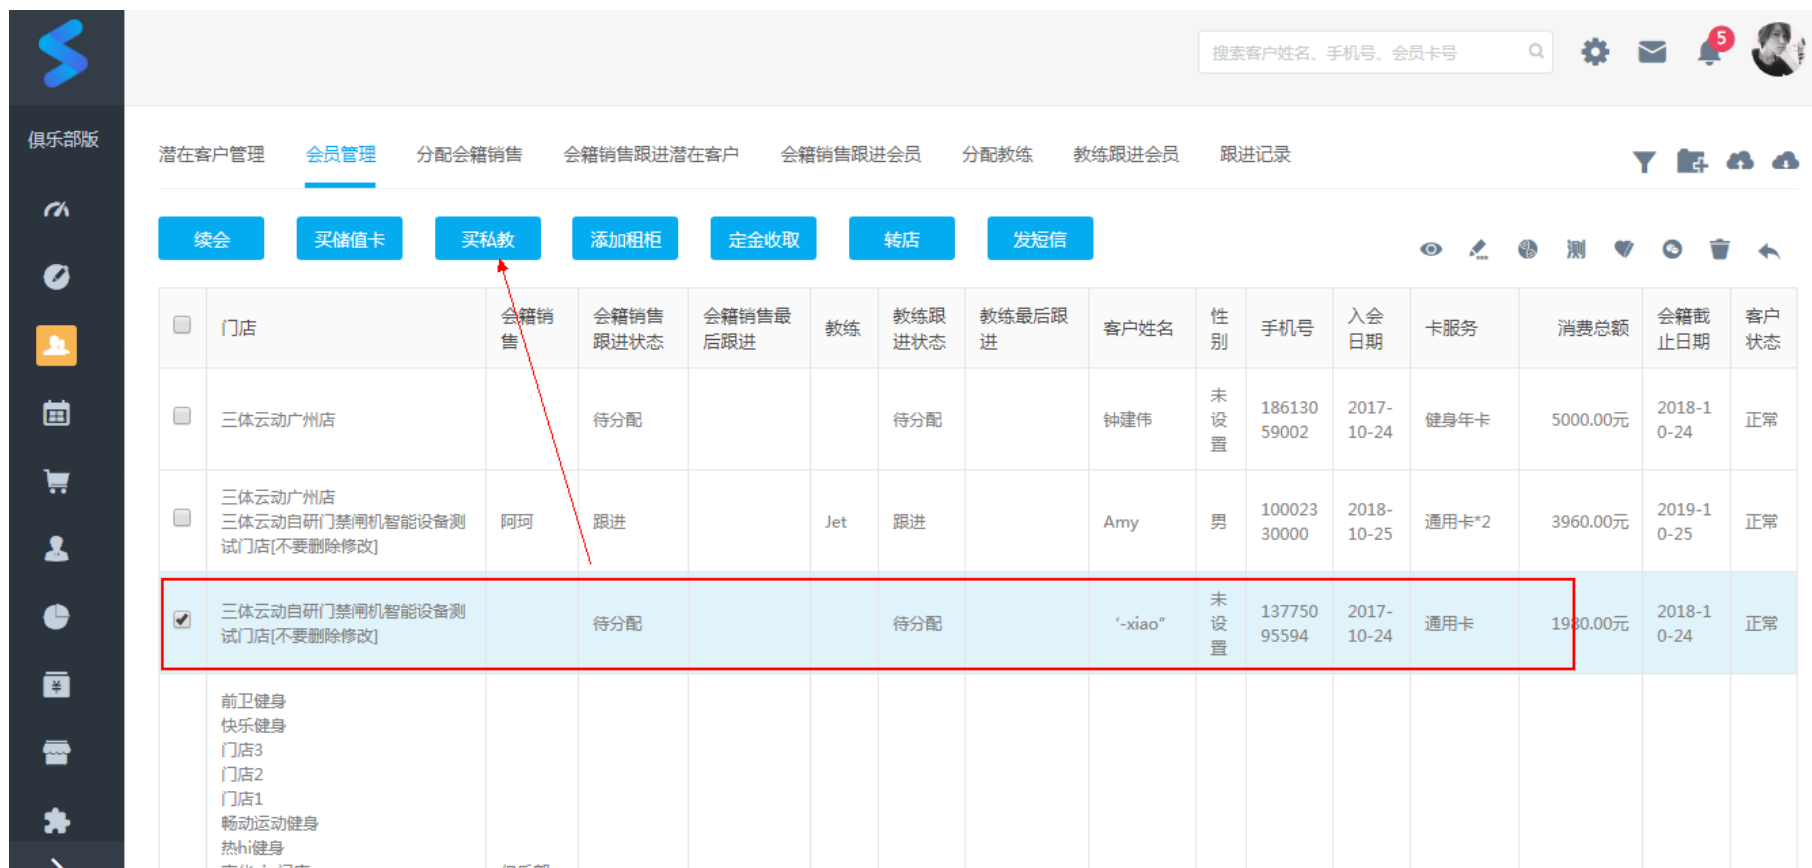 搜索客户姓名、手机号、会员卡号
5
俱乐部版
潜在客户管理 会员管理 分配会籍销售 会籍销售跟进潜在客户 会籍销售跟进会员 分配教练 教练跟进会员 跟进记录
续会 买储值卡 买私教 添加租柜 定金收取 转店 发短信
测
门店 会籍销售 会籍销售跟进状态 会籍销售最后跟进 教练 教练跟进状态 教练最后跟进 客户姓名 性别 手机号 入会日期 卡服务 消费总额 会籍截止日期 客户状态
三体云动广州店 待分配 待分配 钟建伟 未设置 18613059002 2017-10-24 健身年卡 5000.00元 2018-10-24 正常
三体云动广州店
三体云动自研门禁闸机智能设备测
试门店[不要删除修改] 阿珂 跟进 Jet 跟进 Amy 男 10002330000 2018-10-25 通用卡*2 3960.00元 2019-10-25 正常
三体云动自研门禁闸机智能设备测
试门店[不要删除修改] 待分配 待分配 ‘-xiao” 未设置 13775095594 2017-10-24 通用卡 1980.00元 2018-10-24 正常
前卫健身
快乐健身
门店3
门店2
门店1
畅动运动健身
热hi健身